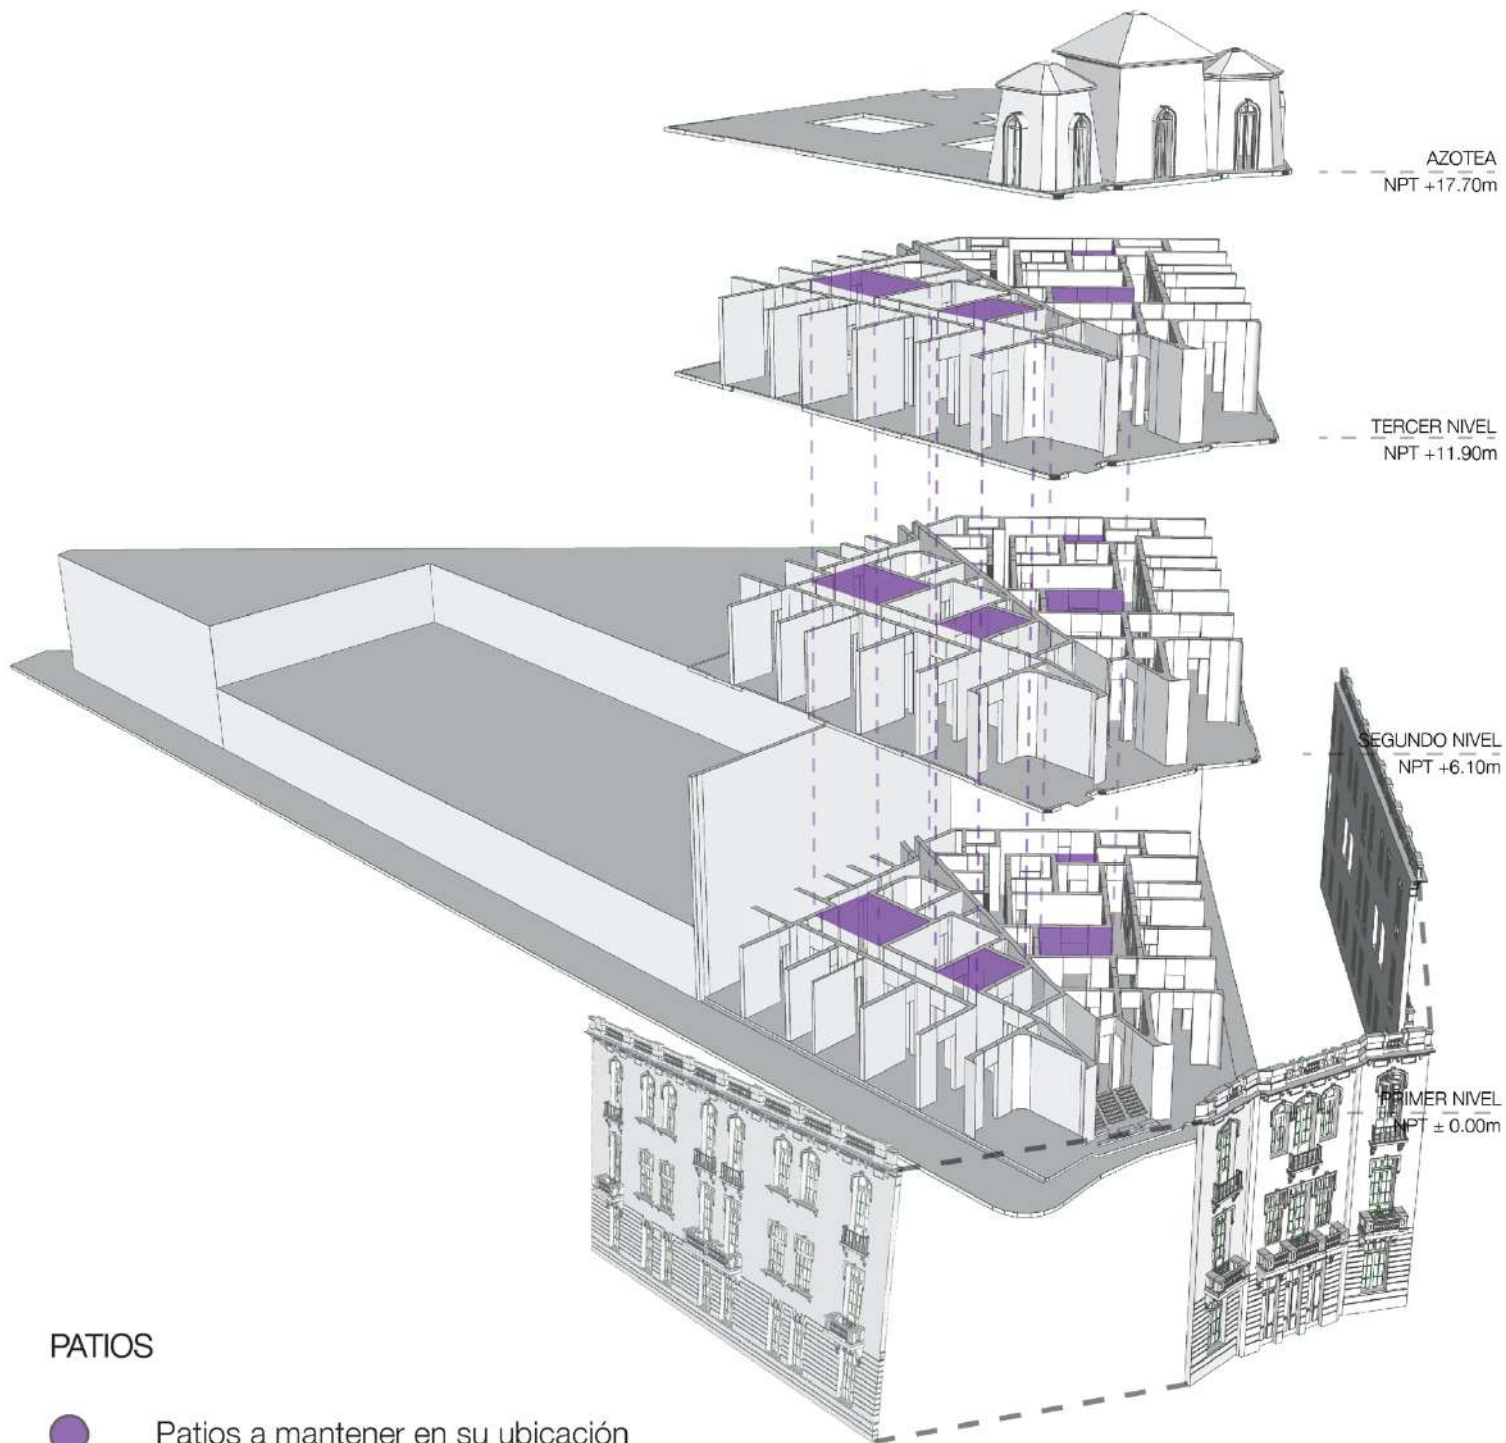 AZOTEA
NPT +17.70m
TERCER NIVEL
NPT +11.90m
SEGUNDO NIVEL
NPT +6.10m
PRIMER NIVEL
NPT ± 0.00m
PATIOS
Patios a mantener en su ubicación